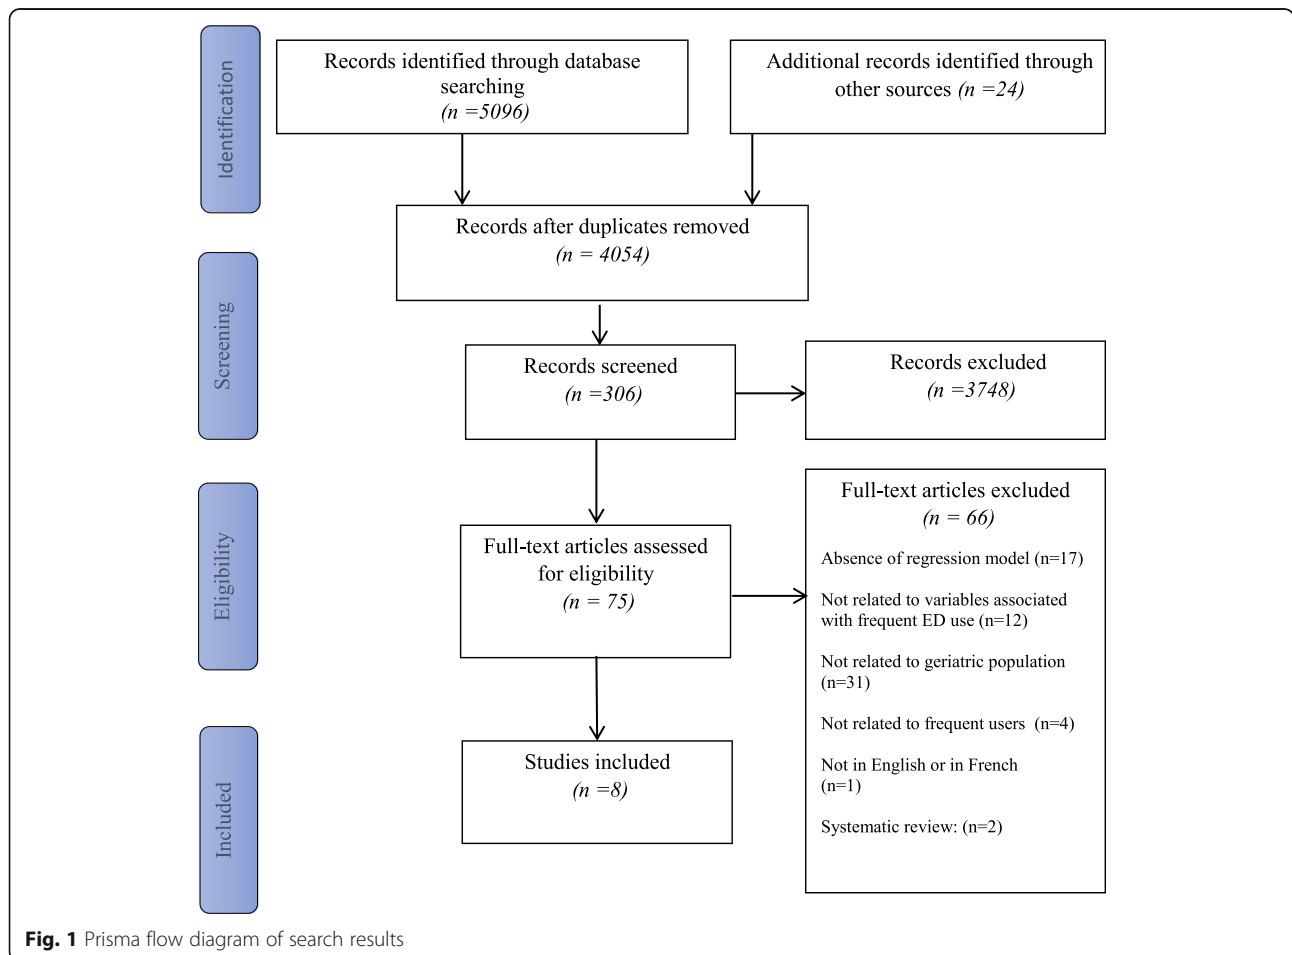 Identification
Records identified through database
searching
(n =5096)
Additional records identified through
other sources (n =24)
Records after duplicates removed
(n = 4054)
Screening
Records screened
(n =306)
Records excluded
(n =3748)
Eligibility
Full-text articles assessed
for eligibility
(n = 75)
Full-text articles excluded
(n = 66)
Absence of regression model (n=17)
Not related to variables associated
with frequent ED use (n=12)
Not related to geriatric population
(n=31)
Not related to frequent users (n=4)
Not in English or in French
(n=1)
Systematic review: (n=2)
Included
Studies included
(n =8)
Fig. 1 Prisma flow diagram of search results